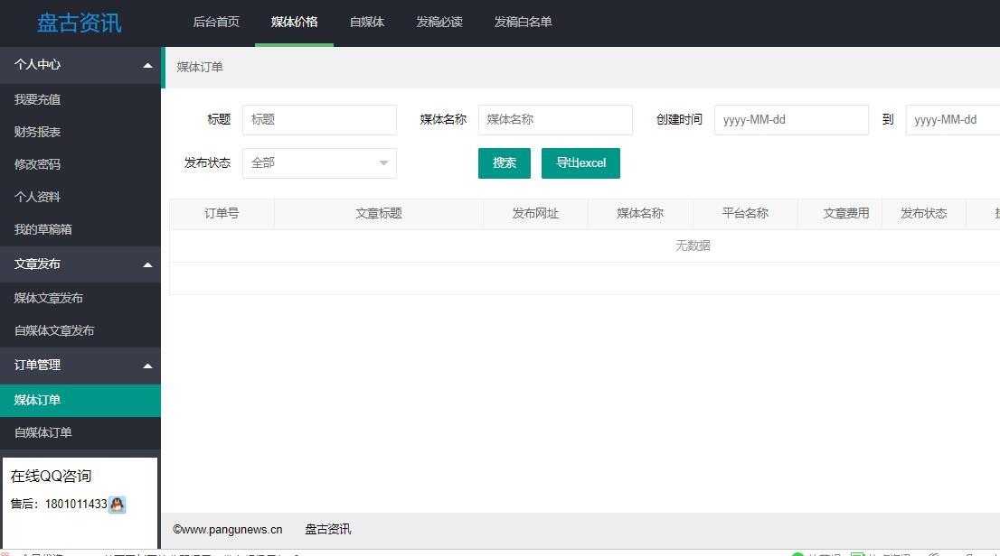 盘古资讯 后台首页 媒体价格 自媒体 发稿必读 发稿白名单
个人中心
我要充值
财务报表
修改密码
个人资料
我的草稿箱
文章发布
媒体文章发布
自媒体文章发布
订单管理
媒体订单
自媒体订单
在线QQ咨询
售后：1801011433
媒体订单
标题 标题 媒体名称 媒体名称 创建时间 yyyy-MM-dd 到 yyyy-MM-dd
发布状态 全部 搜索 导出excel
订单号 文章标题 发布网址 媒体名称 平台名称 文章费用 发布状态
无数据
©www.pangunews.cn 盘古资讯